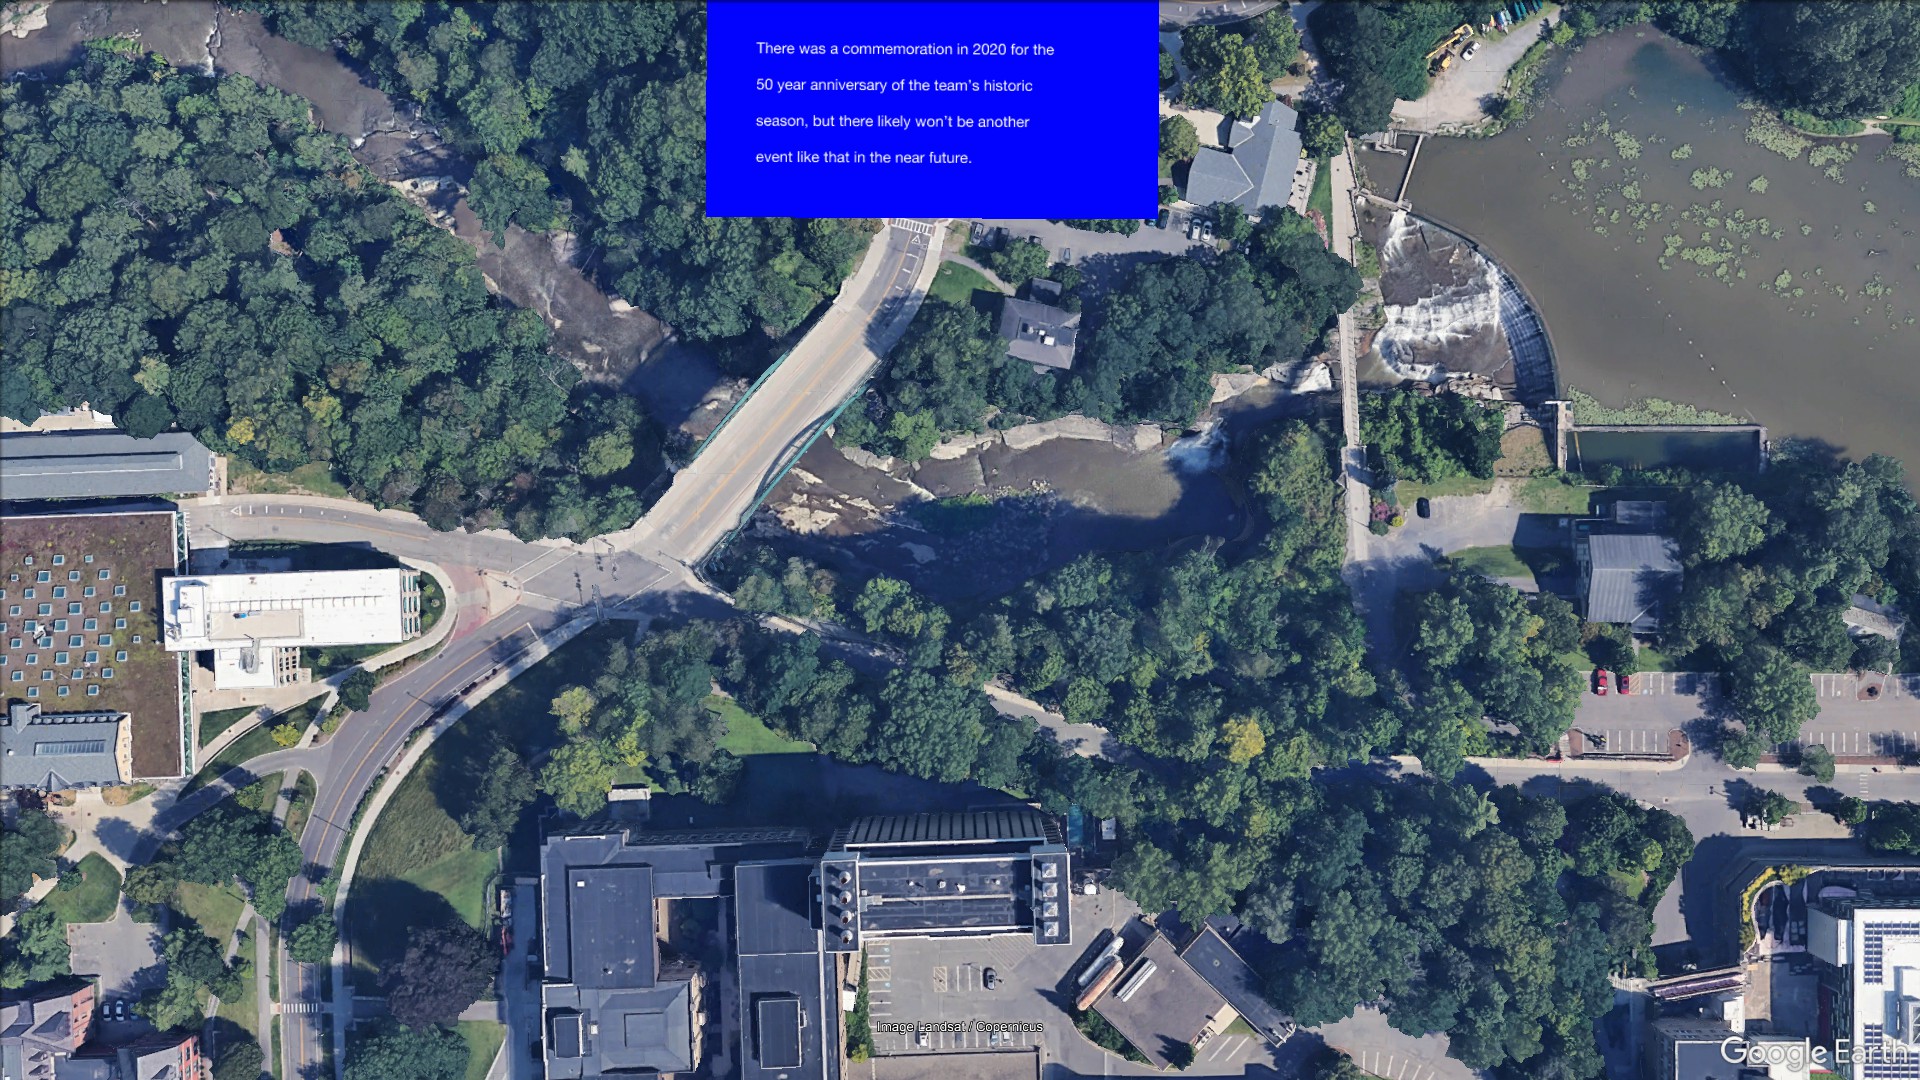 There was a commemoration in 2020 for the
50 year anniversary of the team's historic
season, but there likely won't be another
event like that in the near future.
Image Landsat / Copernicus
Google Earth